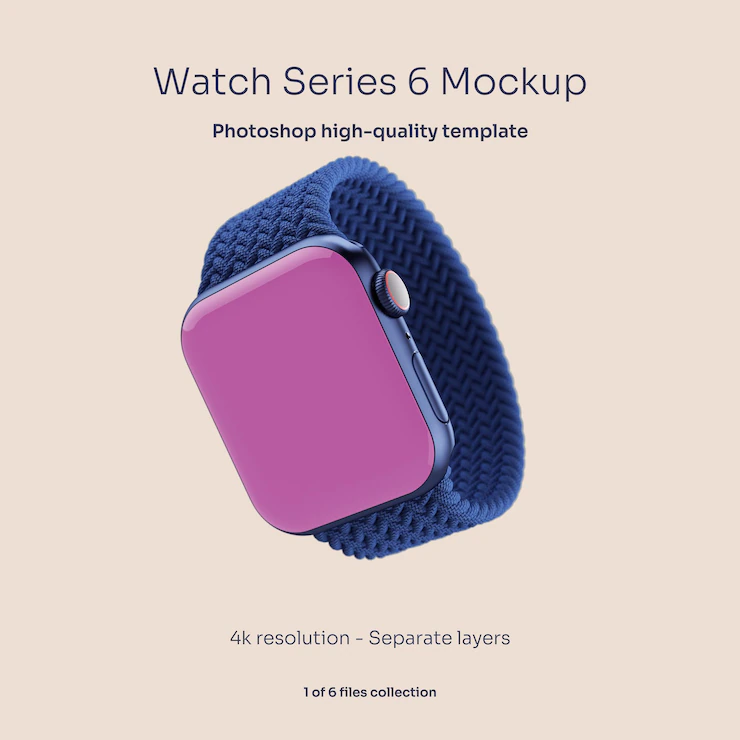 Watch Series 6 Mockup
Photoshop high-quality template
4k resolution - Separate layers
1 of 6 files collection